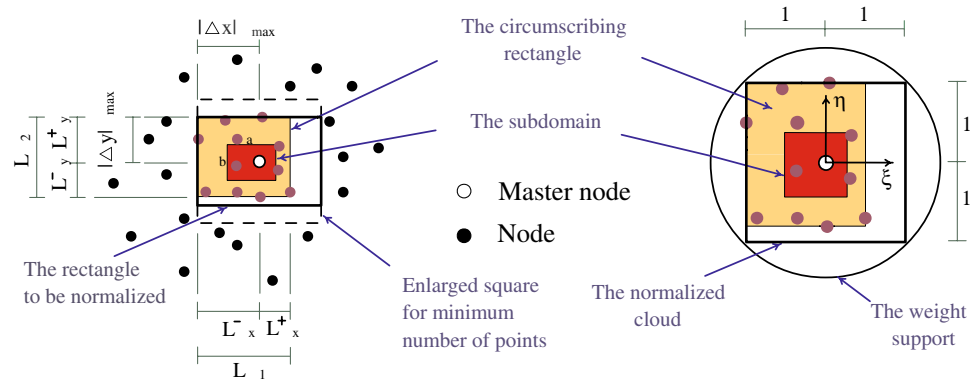 |△x| max
The circumscribing
rectangle
1 1
L 2
L⁻ y L⁺ y
|△y| max
a
b
The subdomain
η
ξ
1
1
Master node
Node
The rectangle
to be normalized
Enlarged square
for minimum
number of points
The normalized
cloud
The weight
support
L⁻ x L⁺ x
L 1